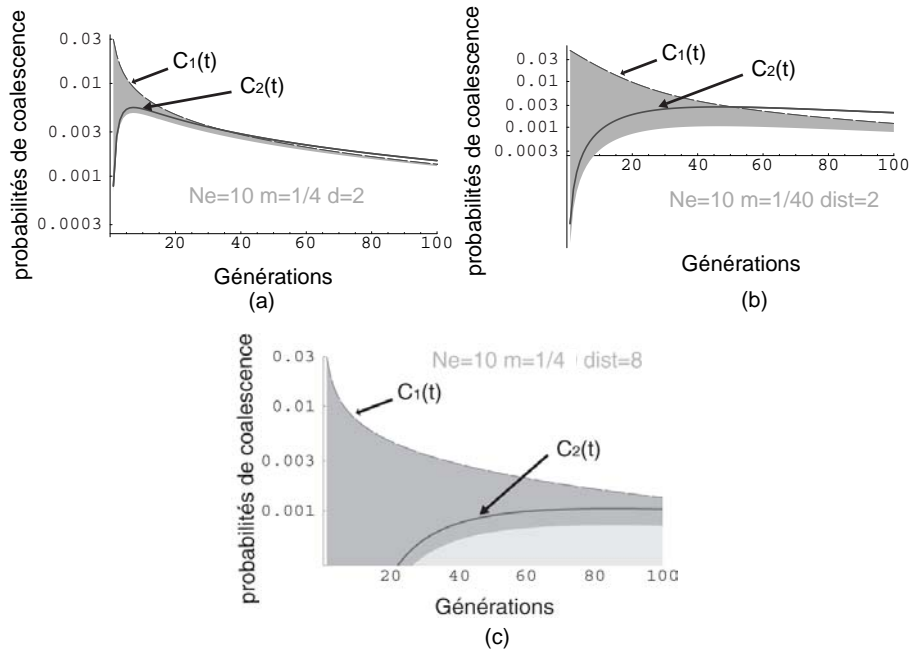 probabilités de coalescence
0.03
0.01
0.003
0.001
0.0003
C1(t)
C2(t)
Ne=10 m=1/4 d=2
20 40 60 80 100
Générations
(a)
probabilités de coalescence
0.03
0.01
0.003
0.001
0.0003
C1(t)
C2(t)
20 40 60 80 100
Ne=10 m=1/40 dist=2
Générations
(b)
probabilités de coalescence
0.03
0.01
0.003
0.001
Ne=10 m=1/4 dist=8
C1(t)
C2(t)
20 40 60 80 100
Générations
(c)